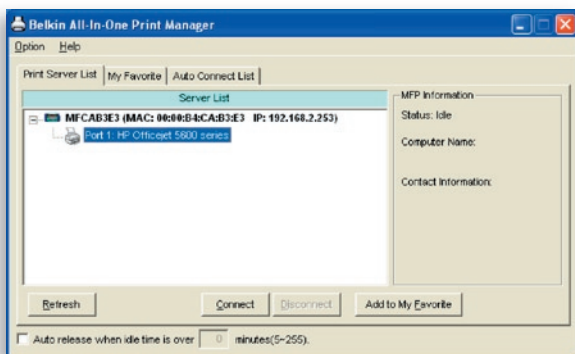 Belkin All-In-One Print Manager
Option Help
Print Server List My Favorite Auto Connect List
Server List
MFCAB3E3 (MAC: 00:00:B4:CA:B3:E3 IP: 192.168.2.253)
Port 1: HP Officejet 5600 series
MFP Information
Status: Idle
Computer Name:
Contact Information:
Refresh Connect Disconnect Add to My Favorite
Auto release when idle time is over 0 minutes(5~255).